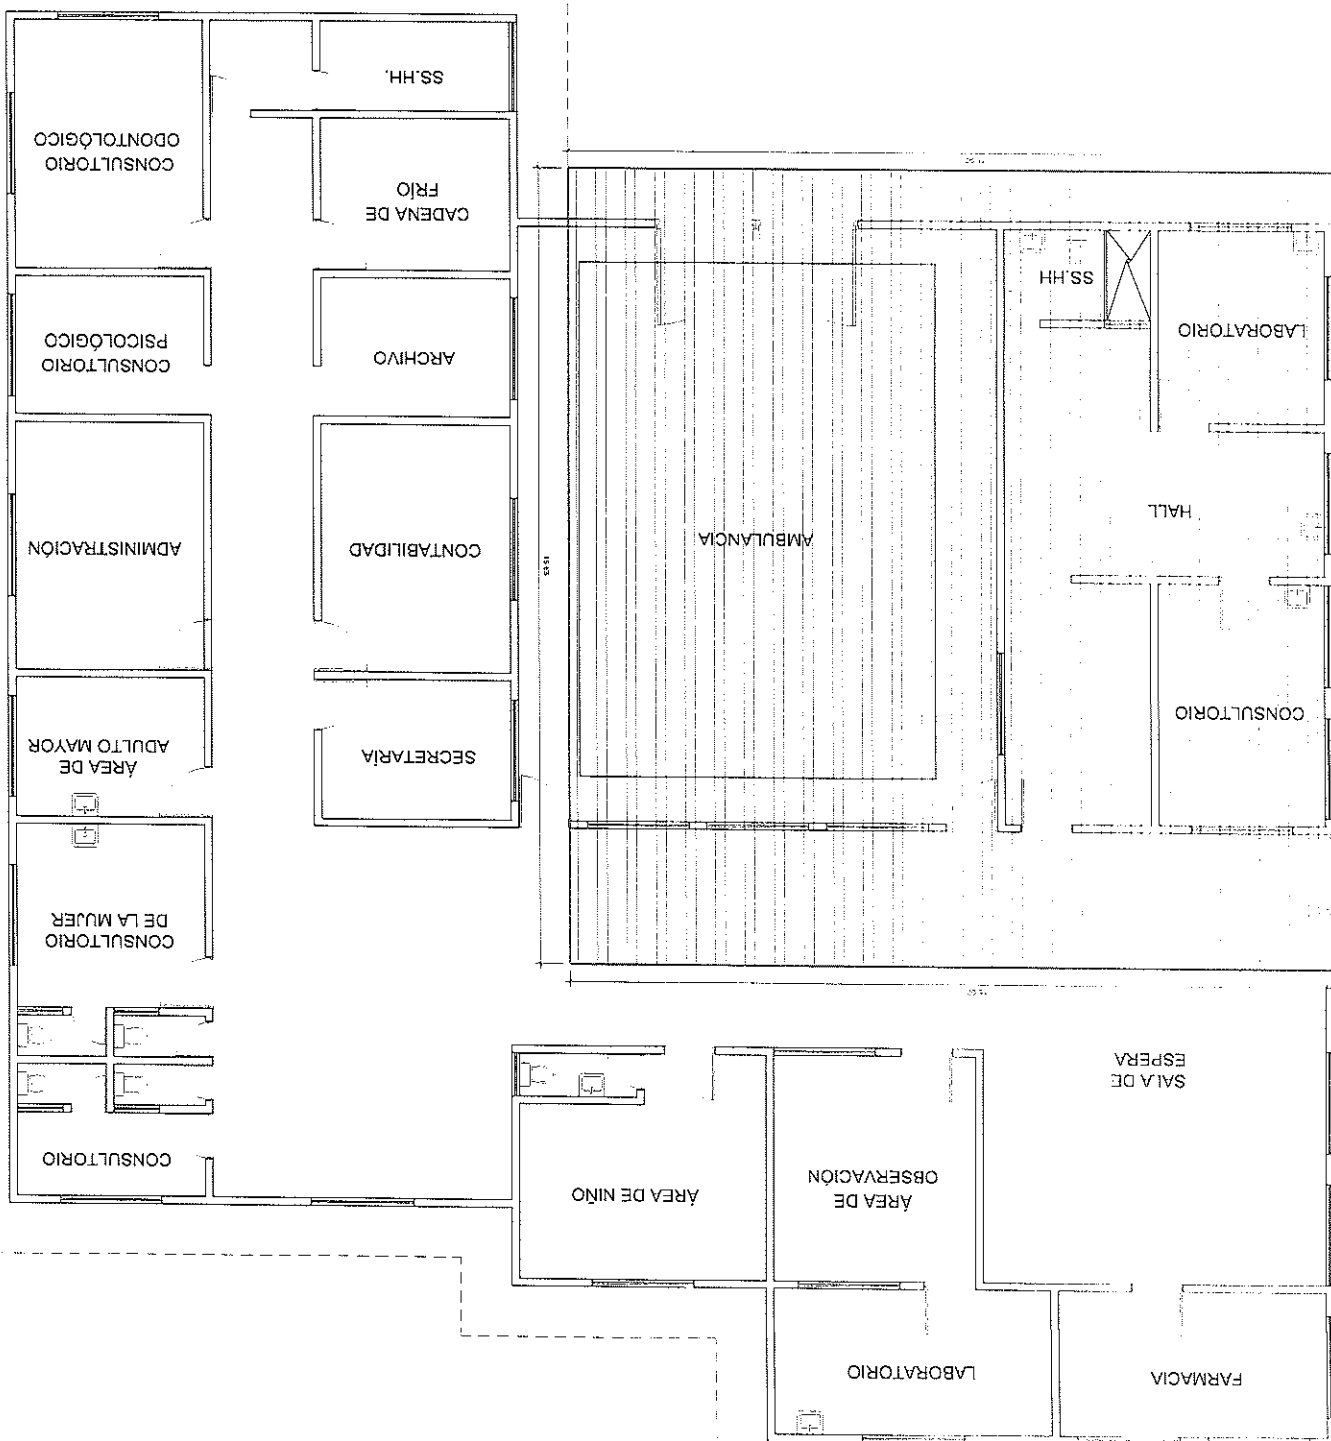 FARMACIA
LABORATORIO
ÁREA DE
OBSERVACIÓN
ÁREA DE NIÑO
CONSULTORIO
SALA DE
ESPERA
CONSULTORIO
DE LA MUJER
ÁREA DE
ADULTO MAYOR
SECRETARÍA
CONSULTORIO
HALL
AMBULANCIA
CONTABILIDAD
ADMINISTRACIÓN
LABORATORIO
ARCHIVO
CONSULTORIO
PSICOLÓGICO
SS.HH
CADENA DE
FRÍO
CONSULTORIO
ODONTOLÓGICO
SS.HH.